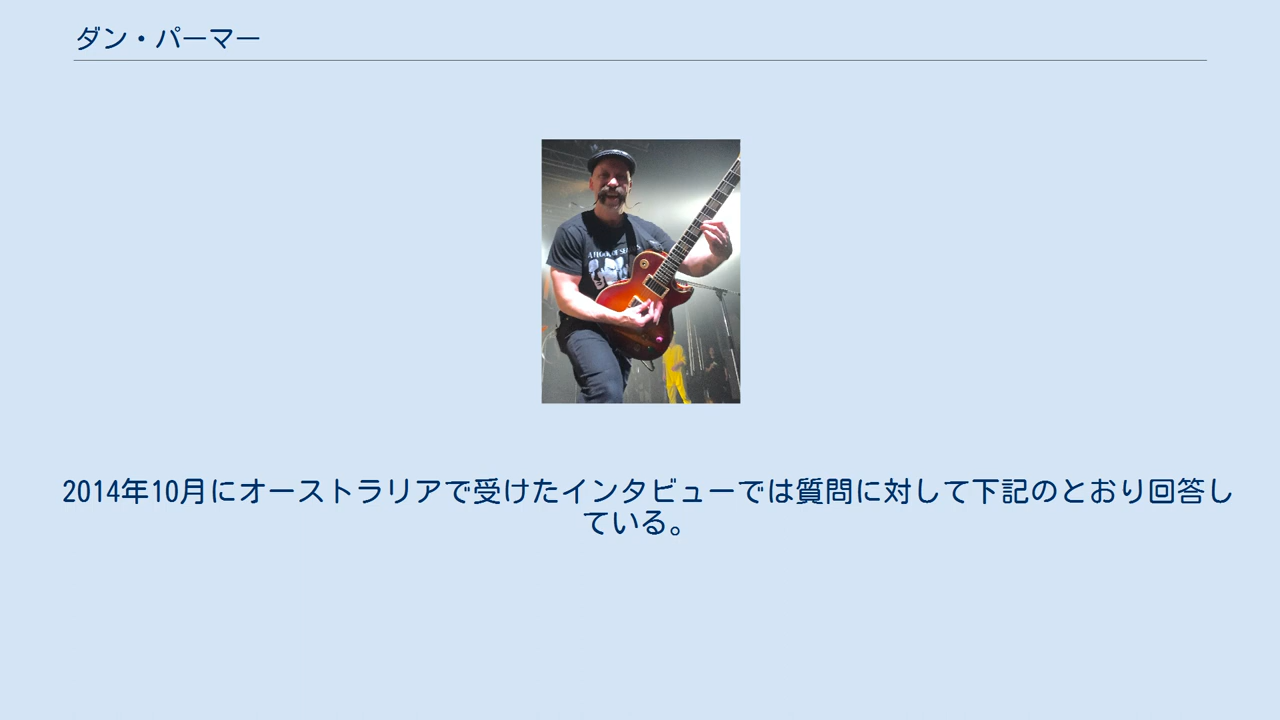 ダン・パーマー
2014年10月にオーストラリアで受けたインタビューでは質問に対して下記のとおり回答し
ている。